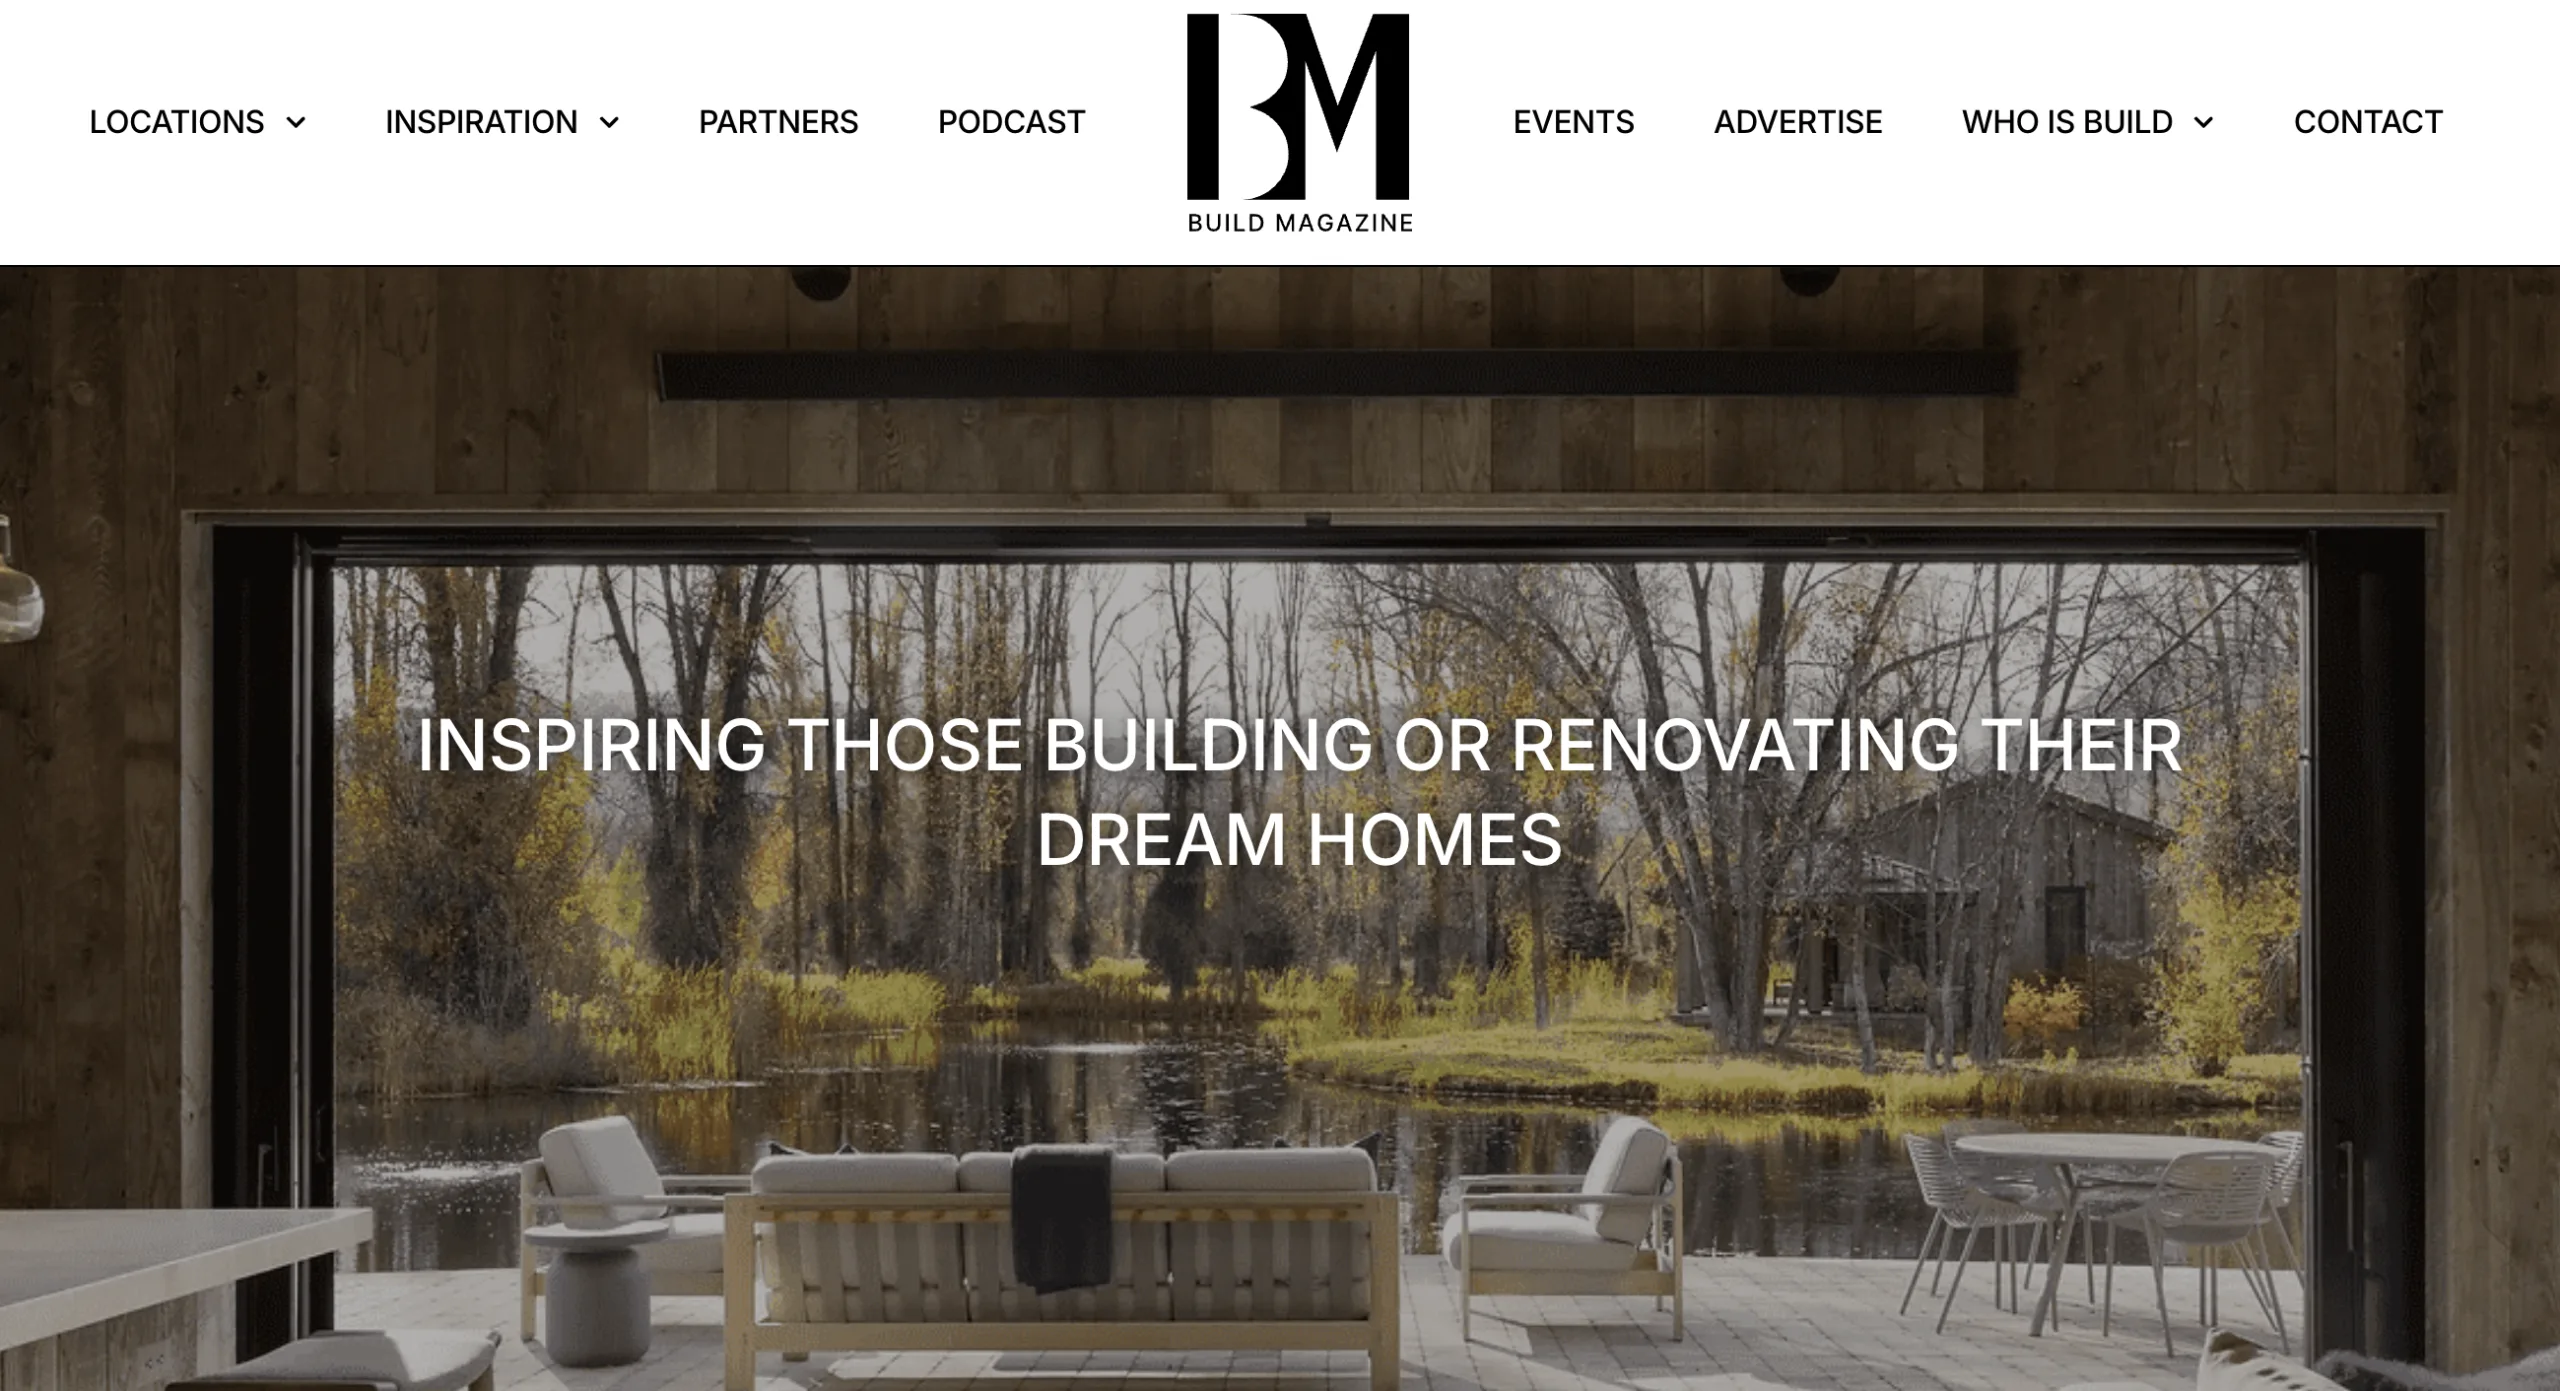 LOCATIONS
INSPIRATION
PARTNERS
PODCAST
BM
BUILD MAGAZINE
EVENTS
ADVERTISE
WHO IS BUILD
CONTACT
INSPIRING THOSE BUILDING OR RENOVATING THEIR
DREAM HOMES